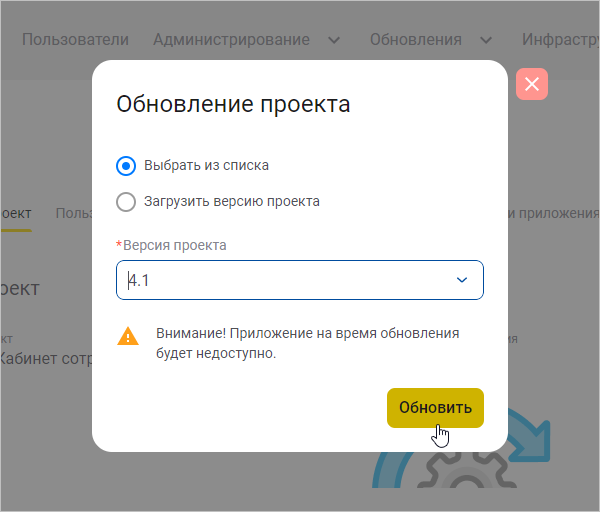 Пользователи Администрирование Обновления
Обновление проекта
Выбрать из списка
Загрузить версию проекта
*Версия проекта
4.1
Внимание! Приложение на время обновления
будет недоступно.
Обновить
и приложения